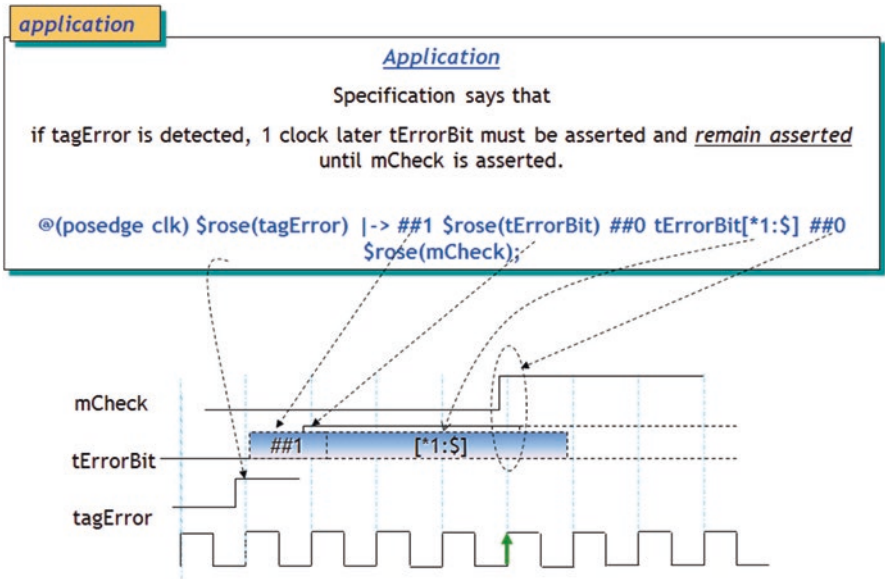 application
Application
Specification says that
if tagError is detected, 1 clock later tErrorBit must be asserted and remain asserted
until mCheck is asserted.
@(posedge clk) $rose(tagError) |-> ##1 $rose(tErrorBit) ##0 tErrorBit[*1:$] ##0
$rose(mCheck);
mCheck
##1 [*1:$]
tErrorBit
tagError